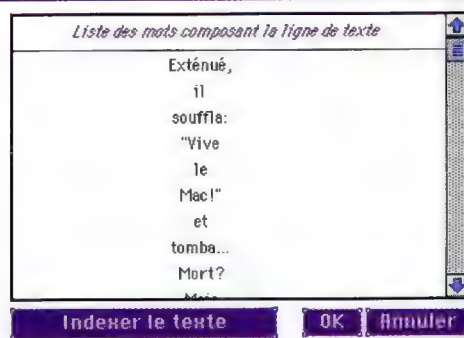 Liste des mots composant la ligne de texte
Exténué,
il
souffla:
"Vive
le
Mac!"
et
tomba...
Mort?
Indexer le texte
OK
Annuler